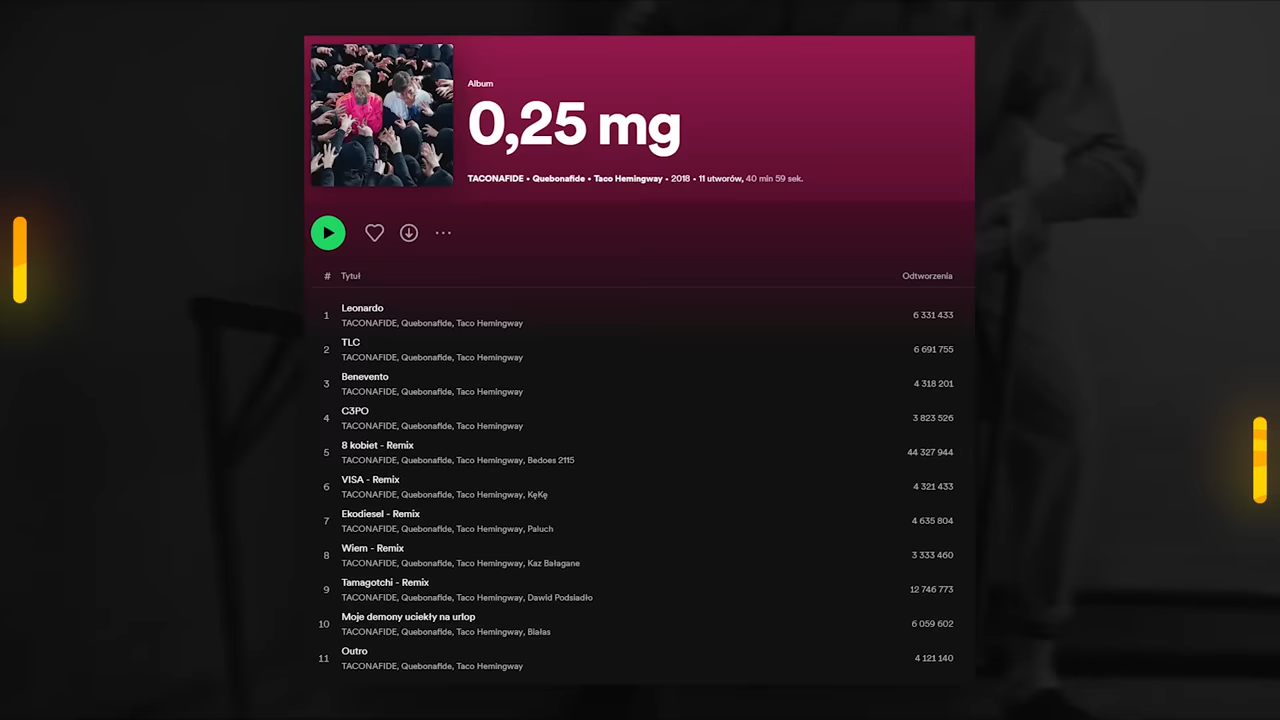 Album
0,25 mg
TACONAFIDE • Quebonafide • Taco Hemingway • 2018 • 11 utworów, 40 min 59 sek.
# Tytuł Odtworzenia
1 Leonardo 6 331 433
TACONAFIDE, Quebonafide, Taco Hemingway
2 TLC 6 691 755
TACONAFIDE, Quebonafide, Taco Hemingway
3 Benevento 4 318 201
TACONAFIDE, Quebonafide, Taco Hemingway
4 C3PO 3 823 526
TACONAFIDE, Quebonafide, Taco Hemingway
5 8 kobiet - Remix 44 327 944
TACONAFIDE, Quebonafide, Taco Hemingway, Bedoes 2115
6 VISA - Remix 4 321 433
TACONAFIDE, Quebonafide, Taco Hemingway, KęKę
7 Ekodiesel - Remix 4 635 804
TACONAFIDE, Quebonafide, Taco Hemingway, Paluch
8 Wiem - Remix 3 333 460
TACONAFIDE, Quebonafide, Taco Hemingway, Kaz Bałagane
9 Tamagotchi - Remix 12 746 773
TACONAFIDE, Quebonafide, Taco Hemingway, Dawid Podsiadło
10 Moje demony uciekły na urlop 6 059 602
TACONAFIDE, Quebonafide, Taco Hemingway, Białas
11 Outro 4 121 140
TACONAFIDE, Quebonafide, Taco Hemingway